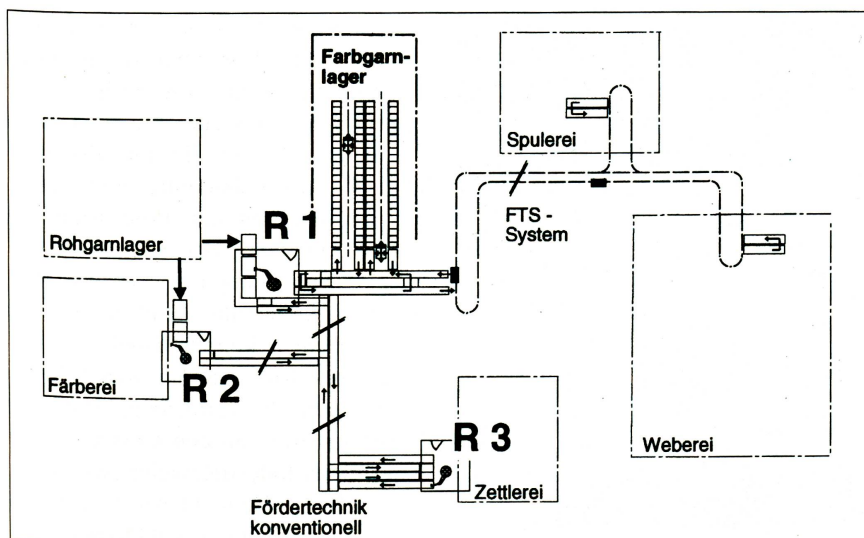 Farbgarn-
lager
Spulerei
Rohgarnlager
R 1
FTS -
System
Färberei
R 2
R 3
Weberei
Zettlerei
Fördertechnik
konventionell